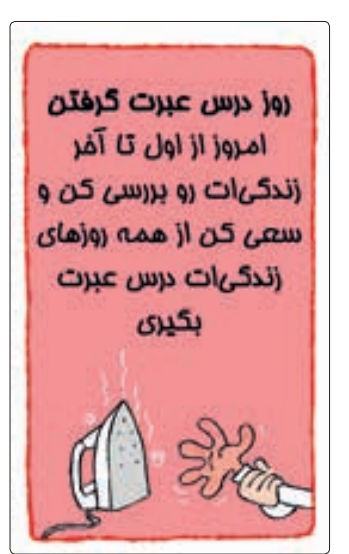 روز درس عبرت گرفتن
امروز از اول تا آخر
زندگی‌ات رو بررسی کن و
سعی کن از همه روزهای
زندگی‌ات درس عبرت
بگیری